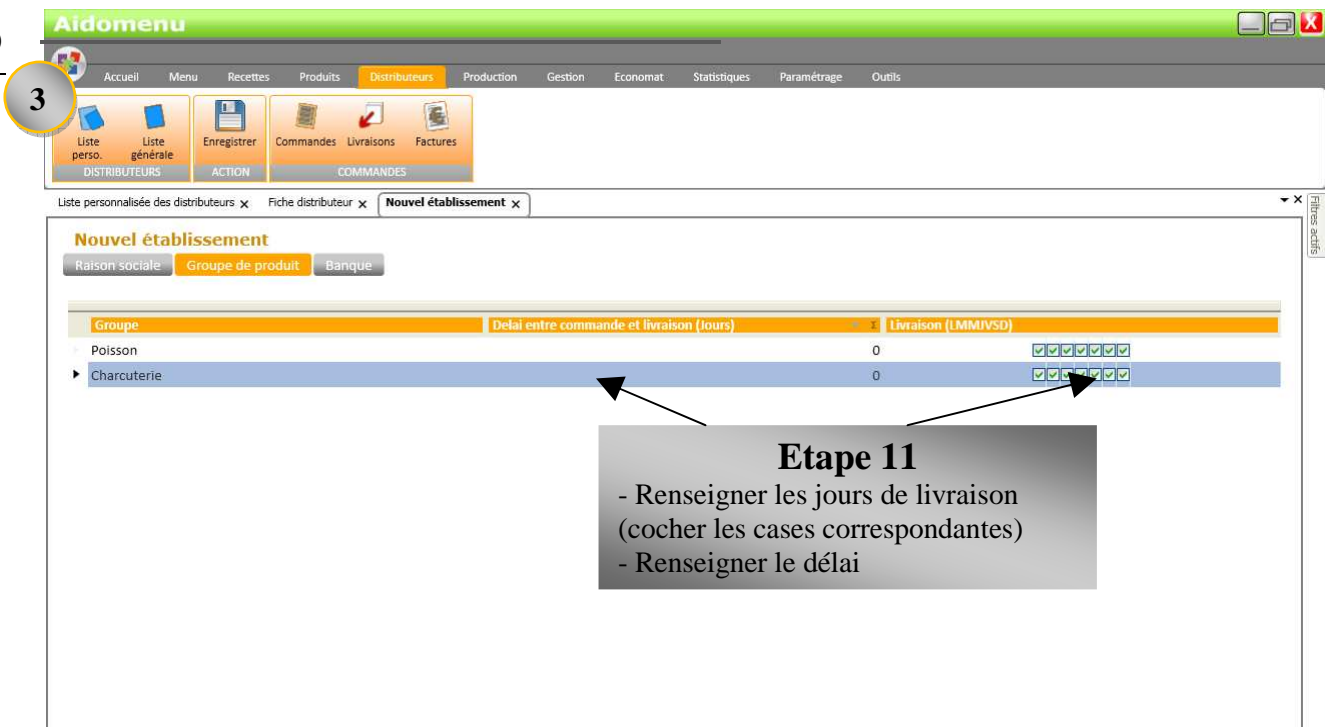 Aidomenu
X
Accueil Menu Recettes Produits Distributeurs Production Gestion Economat Statistiques Paramétrage Outils
3
Liste perso. Liste générale Enregistrer Commandes Livraisons Factures
DISTRIBUTEURS ACTION COMMANDES
Liste personnalisée des distributeurs x Fiche distributeur x Nouvel établissement x
Filtres actifs
Nouvel établissement
Raison sociale Groupe de produit Banque
Groupe Delai entre commande et livraison (Jours) Livraison (LMMJVSD)
Poisson 0
Charcuterie 0
Etape 11
- Renseigner les jours de livraison
(cocher les cases correspondantes)
- Renseigner le délai